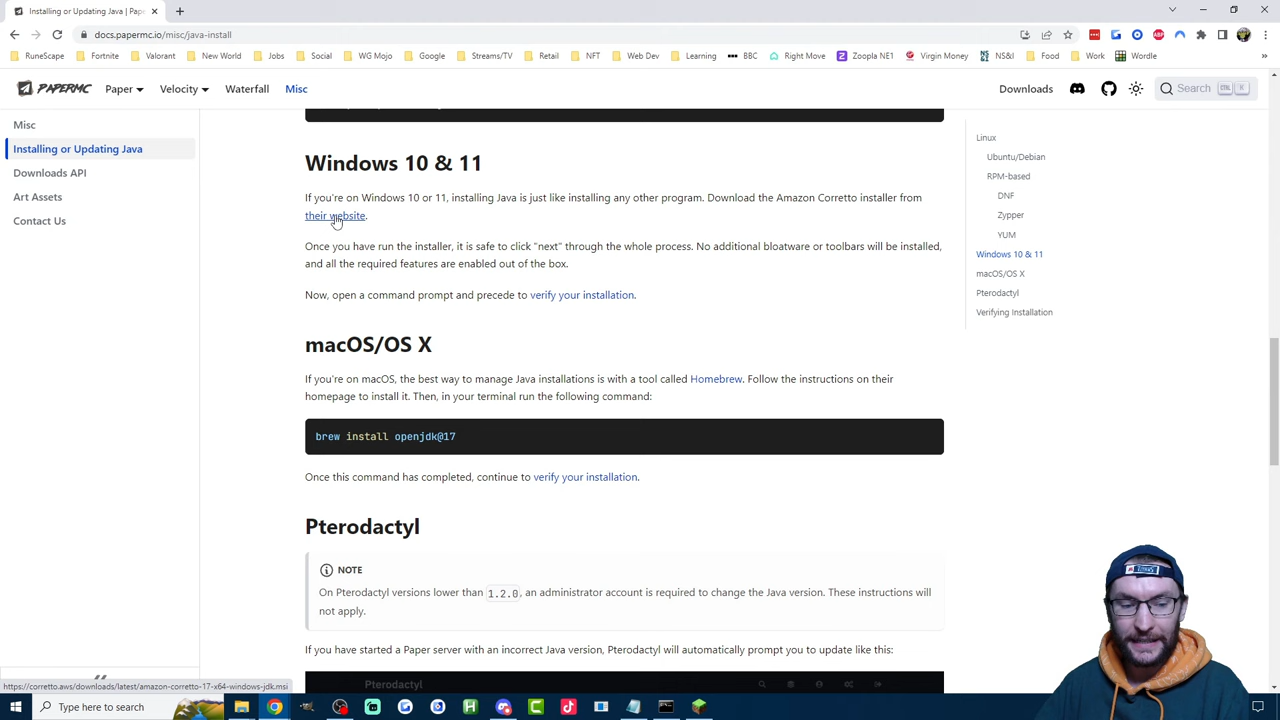 Installing or Updating Java | Pap
docs.papermc.io/misc/java-install
RuneScape
Fortnite
Valorant
New World
Jobs
Social
WG Mojo
Google
Streams/TV
Retail
NFT
Web Dev
Learning
BBC
Right Move
Zoopla NE1
Virgin Money
NS&I
Food
Work
Wordle
PAPERMC
Paper
Velocity
Waterfall
Misc
Downloads
Search
CTRL K
Misc
Installing or Updating Java
Downloads API
Art Assets
Contact Us
Windows 10 & 11
If you're on Windows 10 or 11, installing Java is just like installing any other program. Download the Amazon Corretto installer from
their website.
Once you have run the installer, it is safe to click "next" through the whole process. No additional bloatware or toolbars will be installed,
and all the required features are enabled out of the box.
Now, open a command prompt and precede to verify your installation.
macOS/OS X
If you're on macOS, the best way to manage Java installations is with a tool called Homebrew. Follow the instructions on their
homepage to install it. Then, in your terminal run the following command:
brew install openjdk@17
Once this command has completed, continue to verify your installation.
Pterodactyl
NOTE
On Pterodactyl versions lower than 1.2.0, an administrator account is required to change the Java version. These instructions will
not apply.
If you have started a Paper server with an incorrect Java version, Pterodactyl will automatically prompt you to update like this:
Pterodactyl
Linux
Ubuntu/Debian
RPM-based
DNF
Zypper
YUM
Windows 10 & 11
macOS/OS X
Pterodactyl
Verifying Installation
https://corretto.aws/downloads/latest/amazon-corretto-17-x64-windows-jdk.msi
Type here to search